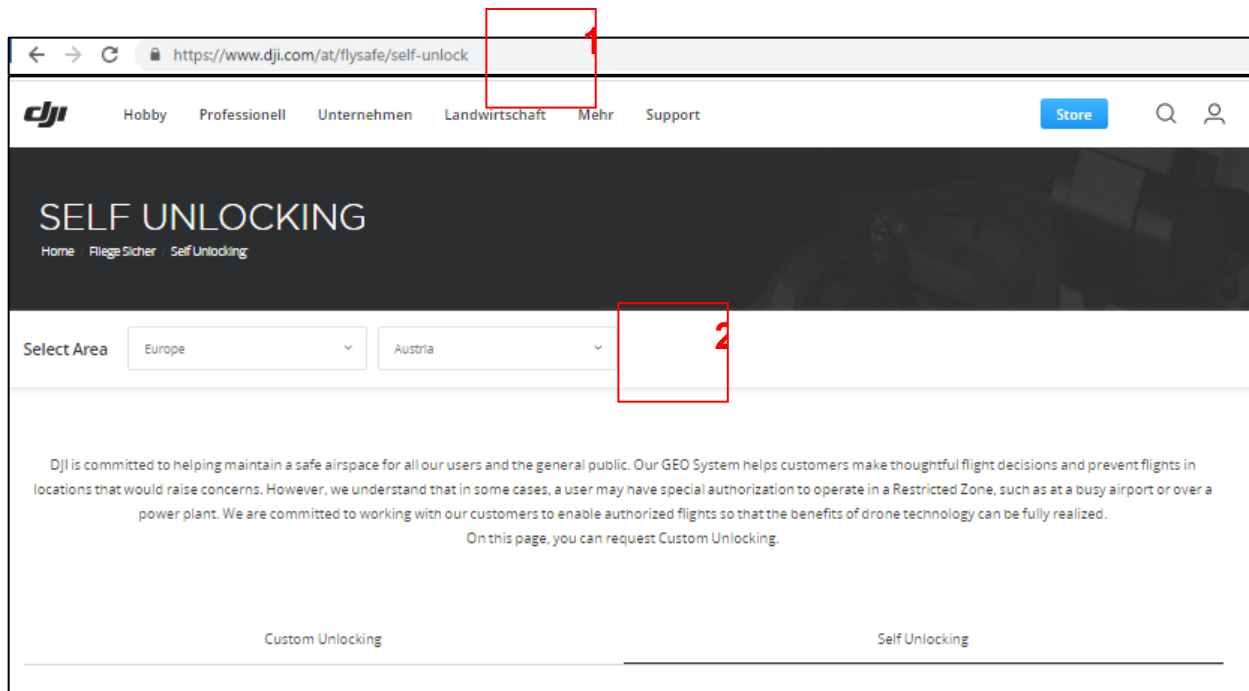 1
https://www.dji.com/at/flysafe/self-unlock
dji Hobby Professionell Unternehmen Landwirtschaft Mehr Support Store
SELF UNLOCKING
Home / Fliege Sicher / Self Unlocking
2
Select Area Europe Austria
DJI is committed to helping maintain a safe airspace for all our users and the general public. Our GEO System helps customers make thoughtful flight decisions and prevent flights in
locations that would raise concerns. However, we understand that in some cases, a user may have special authorization to operate in a Restricted Zone, such as at a busy airport or over a
power plant. We are committed to working with our customers to enable authorized flights so that the benefits of drone technology can be fully realized.
On this page, you can request Custom Unlocking.
Custom Unlocking Self Unlocking